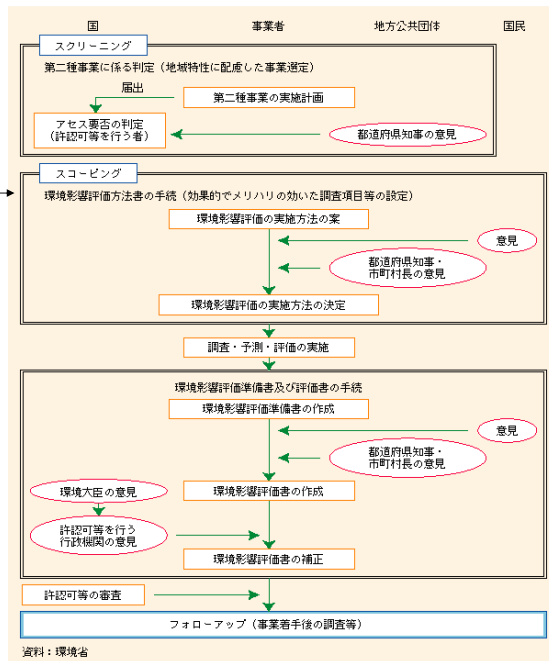 国 事業者 地方公共団体 国民
スクリーニング
第二種事業に係る判定（地域特性に配慮した事業選定）
届出
第二種事業の実施計画
アセス要否の判定
（許認可等を行う者）
都道府県知事の意見
スコーピング
環境影響評価方法書の手続（効果的でメリハリの効いた調査項目等の設定）
環境影響評価の実施方法の案
意見
都道府県知事・
市町村長の意見
環境影響評価の実施方法の決定
調査・予測・評価の実施
環境影響評価準備書及び評価書の手続
環境影響評価準備書の作成
意見
都道府県知事・
市町村長の意見
環境大臣の意見
環境影響評価書の作成
許認可等を行う
行政機関の意見
環境影響評価書の補正
許認可等の審査
フォローアップ（事業着手後の調査等）
資料：環境省